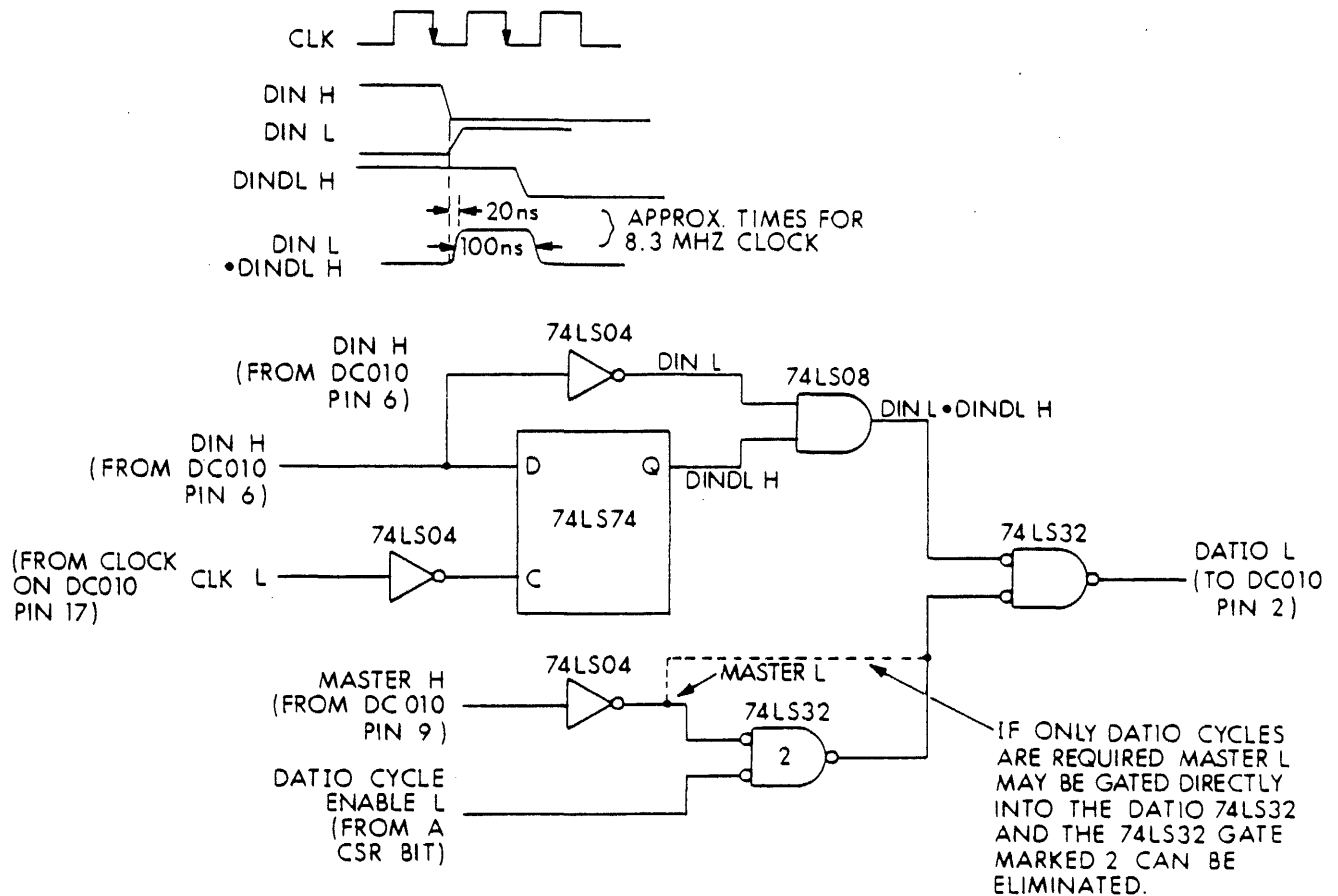 CLK
DIN H
DIN L
DINDL H
20ns
APPROX. TIMES FOR
8.3 MHZ CLOCK
DIN L
•DINDL H
100ns
74LS04
DIN H
(FROM DC010
PIN 6)
DIN L
74LS08
DIN L•DINDL H
DIN H
(FROM DC010
PIN 6)
D
Q
DINDL H
74LS74
74LS04
(FROM CLOCK
ON DC010
PIN 17)
CLK L
C
74LS32
DATIO L
(TO DC010
PIN 2)
74LS04
MASTER H
(FROM DC010
PIN 9)
MASTER L
74LS32
2
DATIO CYCLE
ENABLE L
(FROM A
CSR BIT)
IF ONLY DATIO CYCLES
ARE REQUIRED MASTER L
MAY BE GATED DIRECTLY
INTO THE DATIO 74LS32
AND THE 74LS32 GATE
MARKED 2 CAN BE
ELIMINATED.